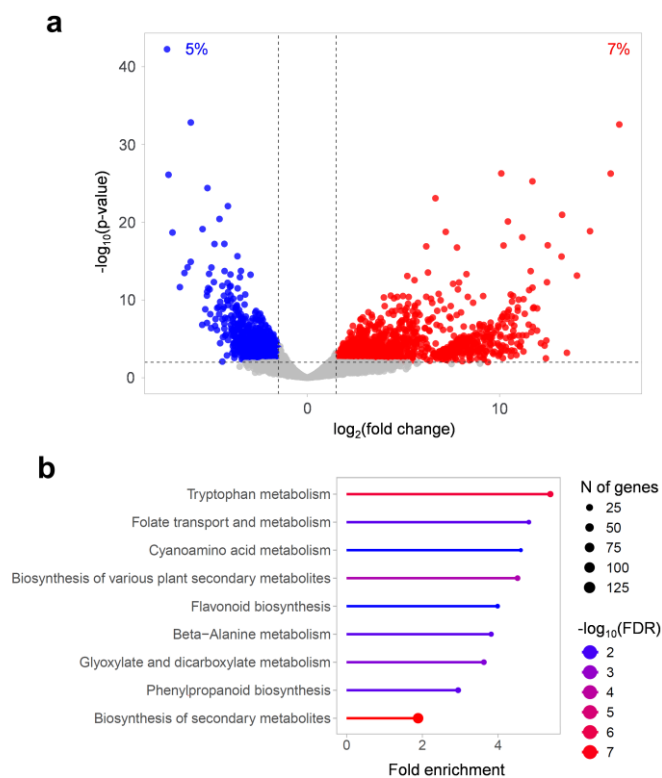 a
5%
7%
40
30
20
10
0
-log10(p-value)
0
10
log2(fold change)
b
Tryptophan metabolism
Folate transport and metabolism
Cyanoamino acid metabolism
Biosynthesis of various plant secondary metabolites
Flavonoid biosynthesis
Beta−Alanine metabolism
Glyoxylate and dicarboxylate metabolism
Phenylpropanoid biosynthesis
Biosynthesis of secondary metabolites
0
2
4
Fold enrichment
N of genes
25
50
75
100
125
-log10(FDR)
2
3
4
5
6
7